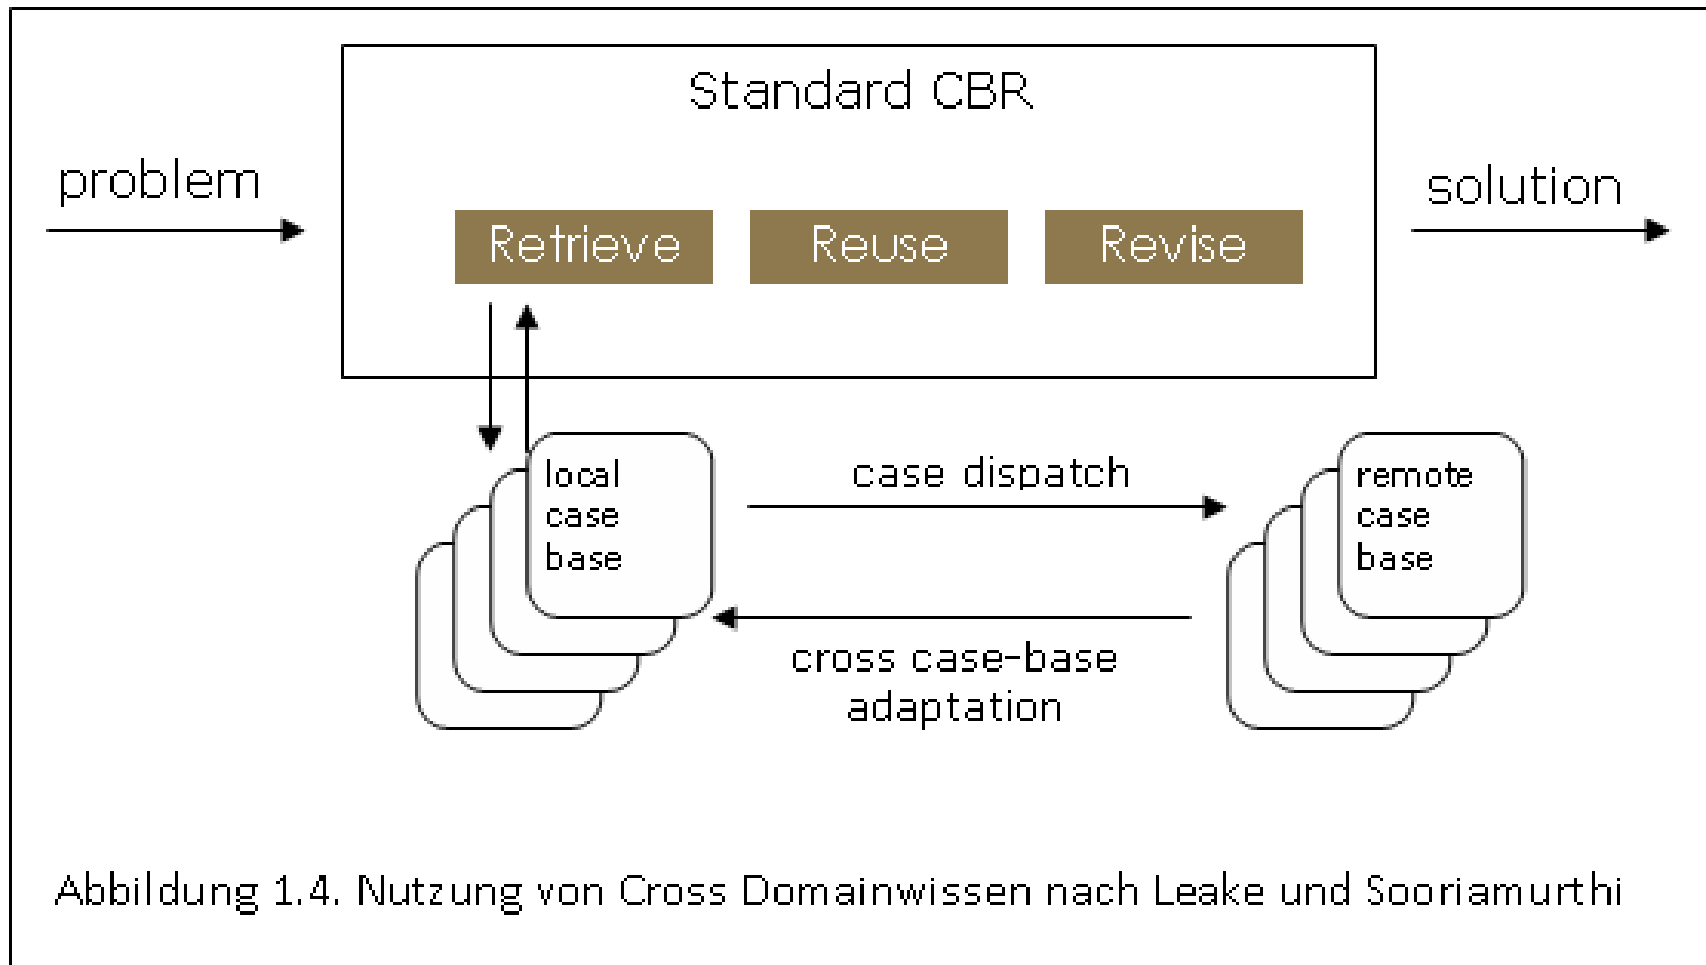 Standard CBR
problem
solution
Retrieve
Reuse
Revise
local
case
base
case dispatch
remote
case
base
cross case-base
adaptation
Abbildung 1.4. Nutzung von Cross Domainwissen nach Leake und Sooriamurthi